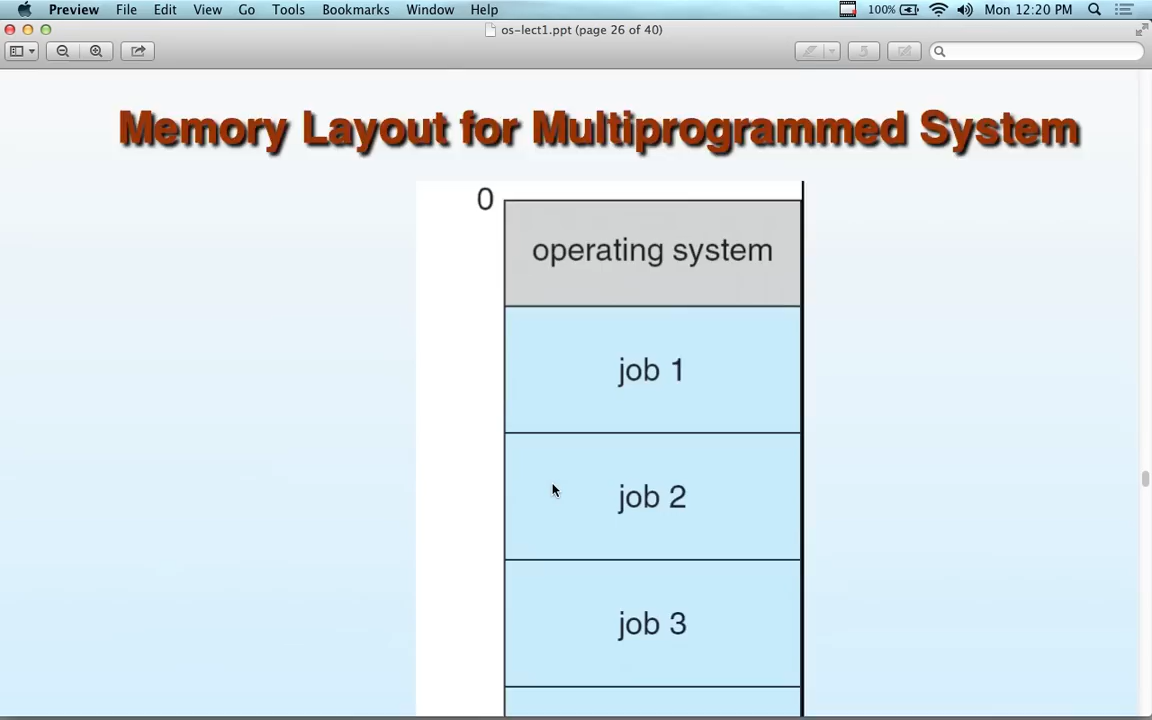 Preview File Edit View Go Tools Bookmarks Window Help 100% Mon 12:20 PM
os-lect1.ppt (page 26 of 40)
Memory Layout for Multiprogrammed System
0
operating system
job 1
job 2
job 3